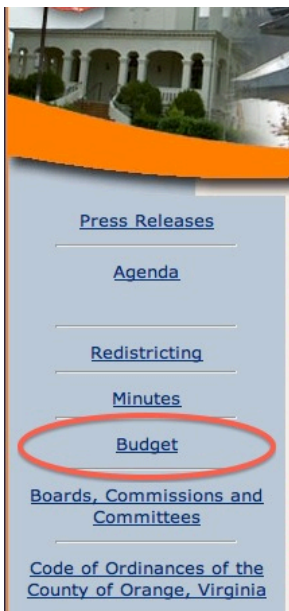 Press Releases
Agenda
Redistricting
Minutes
Budget
Boards, Commissions and
Committees
Code of Ordinances of the
County of Orange, Virginia